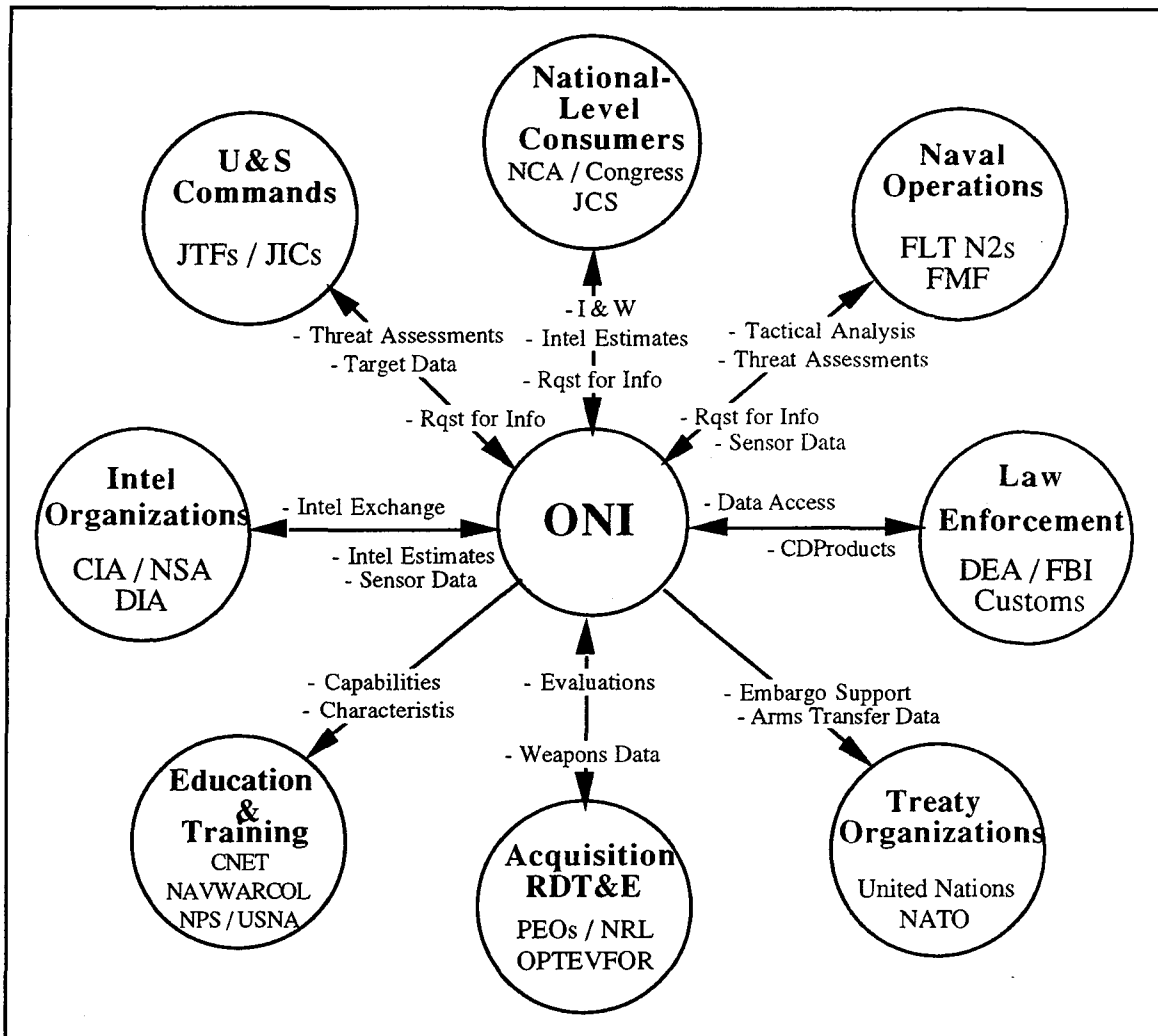 National-
Level
Consumers
NCA / Congress
JCS
U&S
Commands
JTFs / JICs
Naval
Operations
FLT N2s
FMF
- I & W
- Intel Estimates
- Rqst for Info
- Threat Assessments
- Target Data
- Rqst for Info
- Tactical Analysis
- Threat Assessments
- Rqst for Info
- Sensor Data
Intel
Organizations
CIA / NSA
DIA
- Intel Exchange
- Intel Estimates
- Sensor Data
ONI
- Data Access
- CDProducts
Law
Enforcement
DEA / FBI
Customs
- Capabilities
- Characteristis
- Evaluations
- Weapons Data
- Embargo Support
- Arms Transfer Data
Education
&
Training
CNET
NAVWARCOL
NPS / USNA
Acquisition
RDT&E
PEOs / NRL
OPTEVFOR
Treaty
Organizations
United Nations
NATO